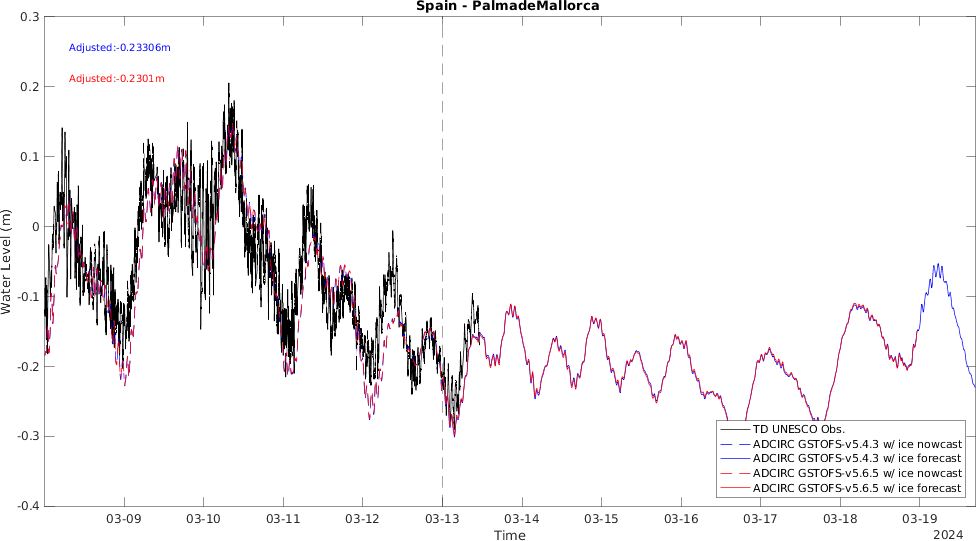 Spain - PalmadeMallorca
0.3
Adjusted:-0.23306m
Adjusted:-0.2301m
0.2
0.1
0
-0.1
-0.2
-0.3
-0.4
Water Level (m)
TD UNESCO Obs.
ADCIRC GSTOFS-v5.4.3 w/ ice nowcast
ADCIRC GSTOFS-v5.4.3 w/ ice forecast
ADCIRC GSTOFS-v5.6.5 w/ ice nowcast
ADCIRC GSTOFS-v5.6.5 w/ ice forecast
03-09 03-10 03-11 03-12 03-13 03-14 03-15 03-16 03-17 03-18 03-19
Time
2024